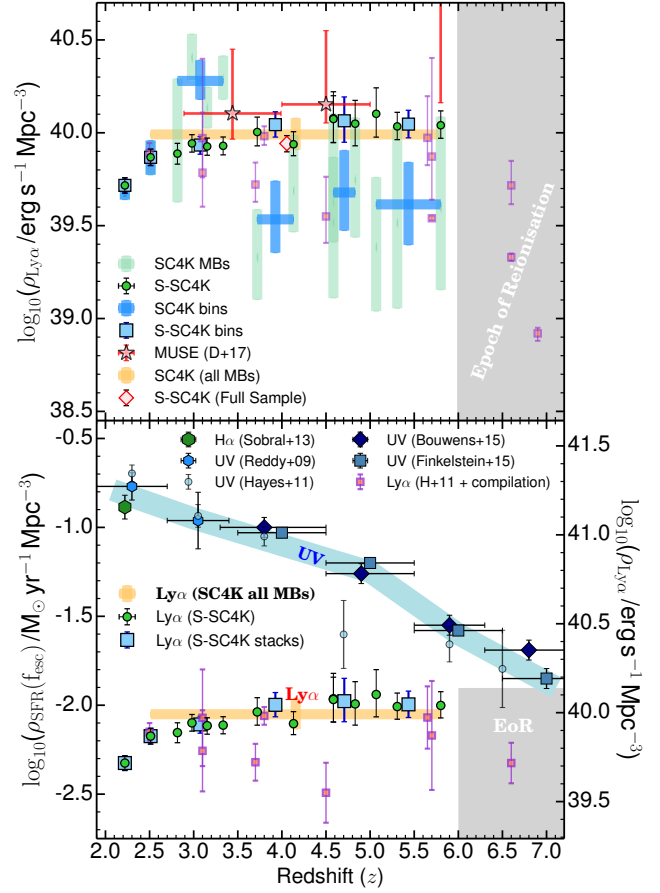 40.5
40.0
39.5
39.0
38.5
log₁₀(ρLyα/erg s⁻¹ Mpc⁻³)
SC4K MBs
S-SC4K
SC4K bins
S-SC4K bins
MUSE (D+17)
SC4K (all MBs)
S-SC4K (Full Sample)
Epoch of Reionisation
-0.5
-1.0
-1.5
-2.0
-2.5
log₁₀(ρSFR(fesc)/M⊙ yr⁻¹ Mpc⁻³)
Hα (Sobral+13)
UV (Reddy+09)
UV (Hayes+11)
UV (Bouwens+15)
UV (Finkelstein+15)
Lyα (H+11 + compilation)
UV
Lyα (SC4K all MBs)
Lyα (S-SC4K)
Lyα (S-SC4K stacks)
Lyα
EoR
41.5
41.0
40.5
40.0
39.5
log₁₀(ρLyα/erg s⁻¹ Mpc⁻³)
2.0 2.5 3.0 3.5 4.0 4.5 5.0 5.5 6.0 6.5 7.0
Redshift (z)